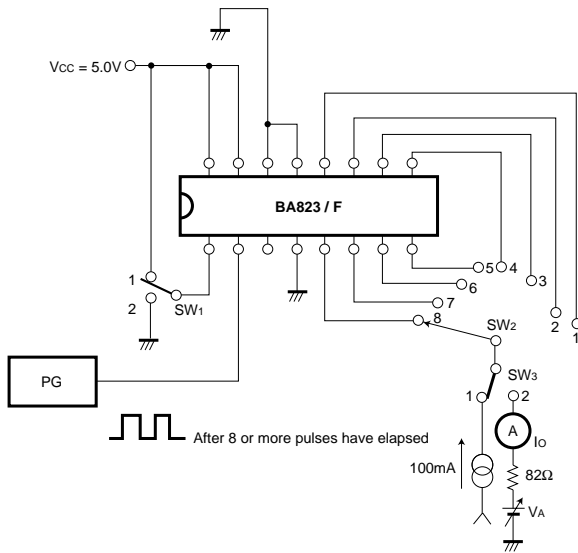 VCC = 5.0V
BA823 / F
1
2
SW1
5
4
3
6
7
2
1
8
SW2
PG
SW3
1
2
A
IO
After 8 or more pulses have elapsed
100mA
82Ω
VA